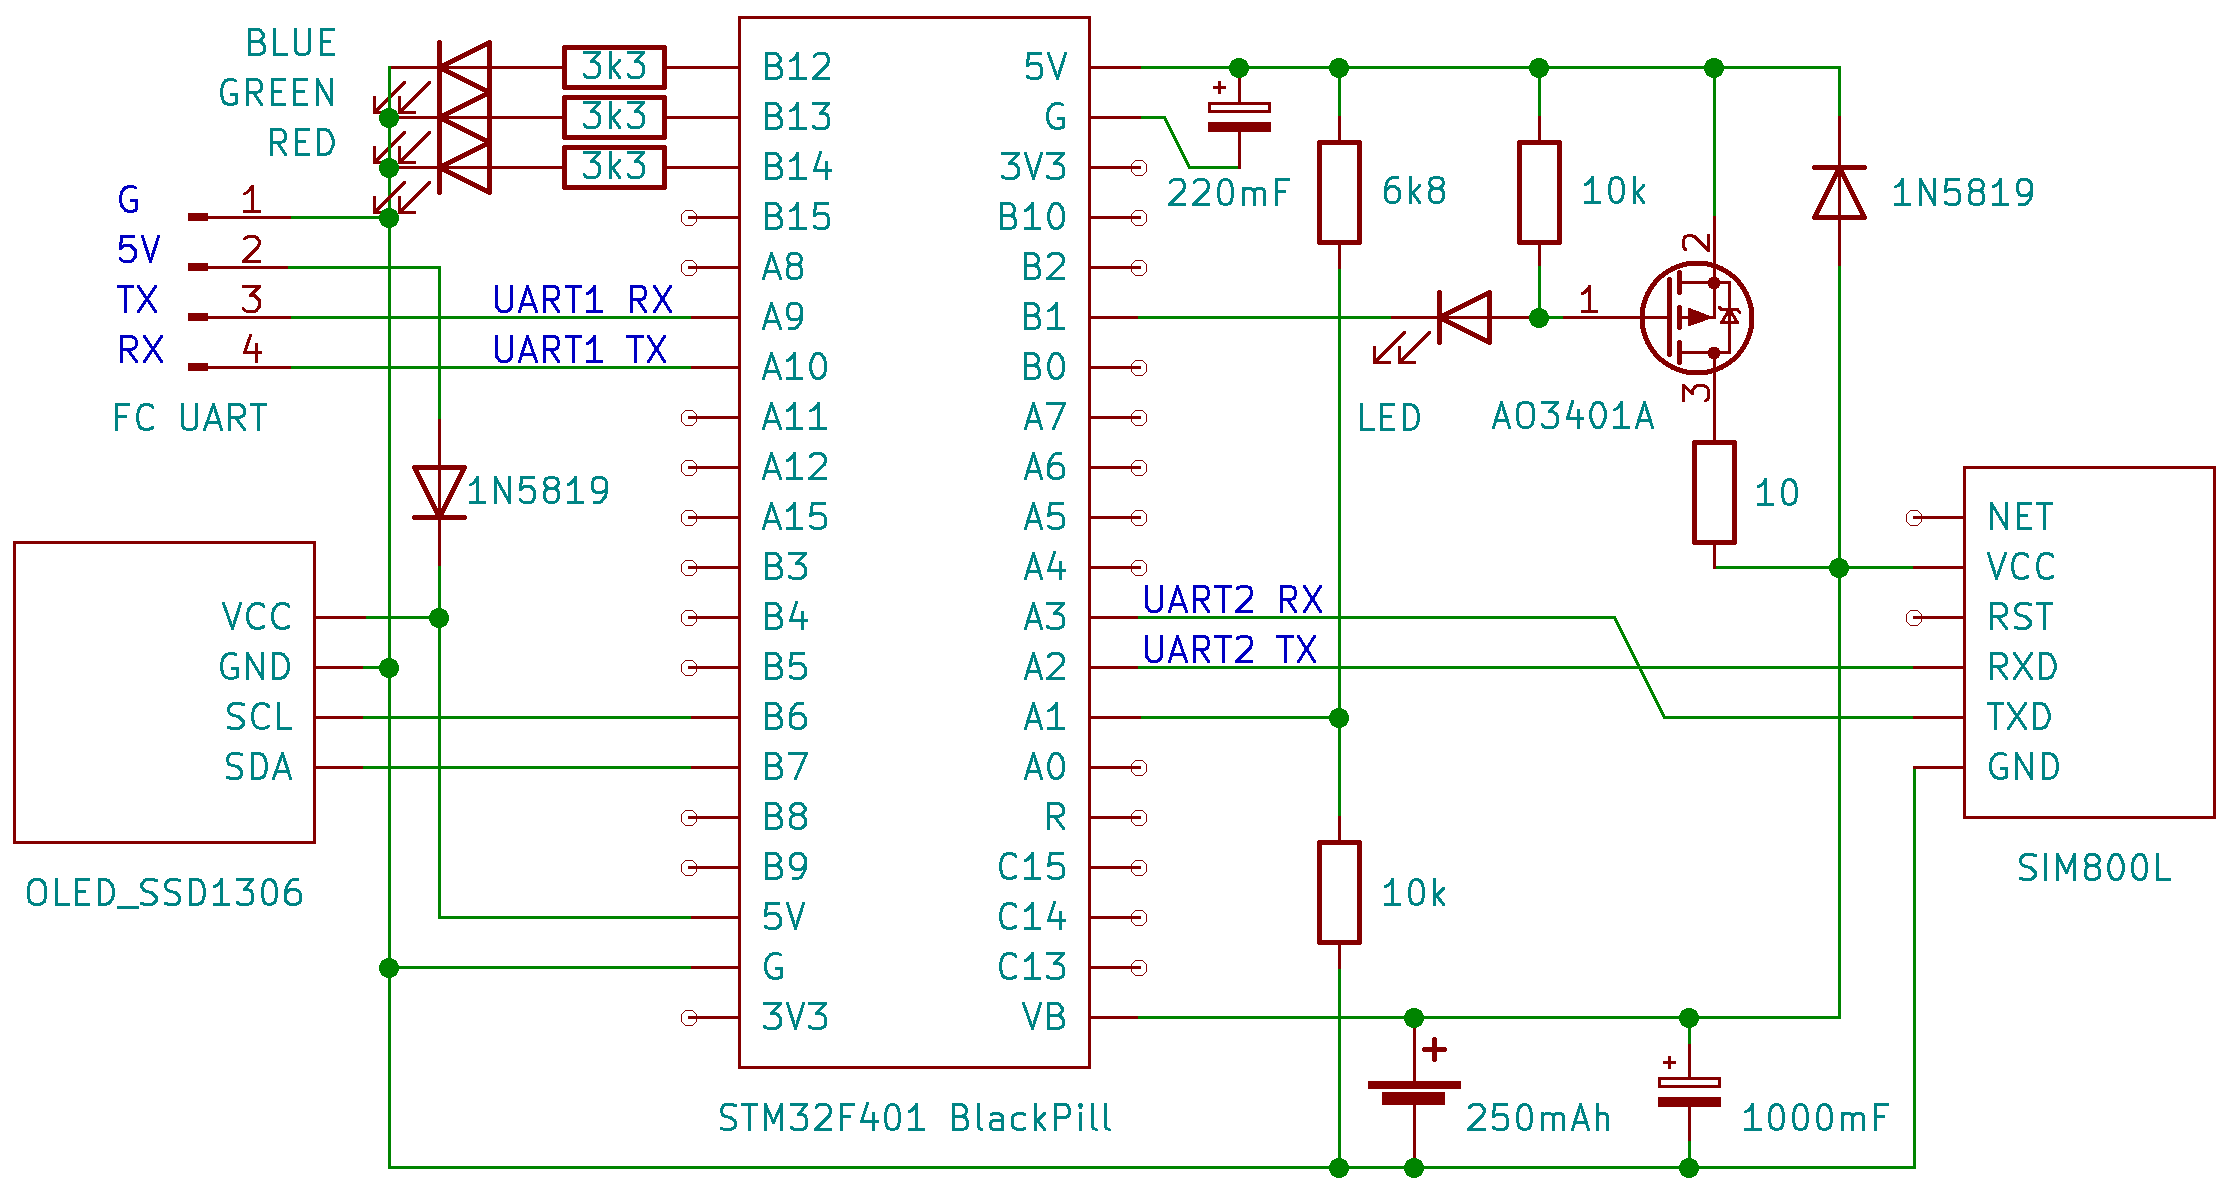 BLUE
GREEN
RED
3k3
3k3
3k3
G 1
5V 2
TX 3
RX 4
FC UART
UART1 RX
UART1 TX
1N5819
VCC
GND
SCL
SDA
OLED_SSD1306
B12
B13
B14
B15
A8
A9
A10
A11
A12
A15
B3
B4
B5
B6
B7
B8
B9
5V
G
3V3
5V
G
3V3
B10
B2
B1
B0
A7
A6
A5
A4
A3
A2
A1
A0
R
C15
C14
C13
VB
STM32F401 BlackPill
+
220mF
6k8
10k
1N5819
2
1
3
LED
AO3401A
10
UART2 RX
UART2 TX
10k
NET
VCC
RST
RXD
TXD
GND
SIM800L
+
250mAh
+
1000mF